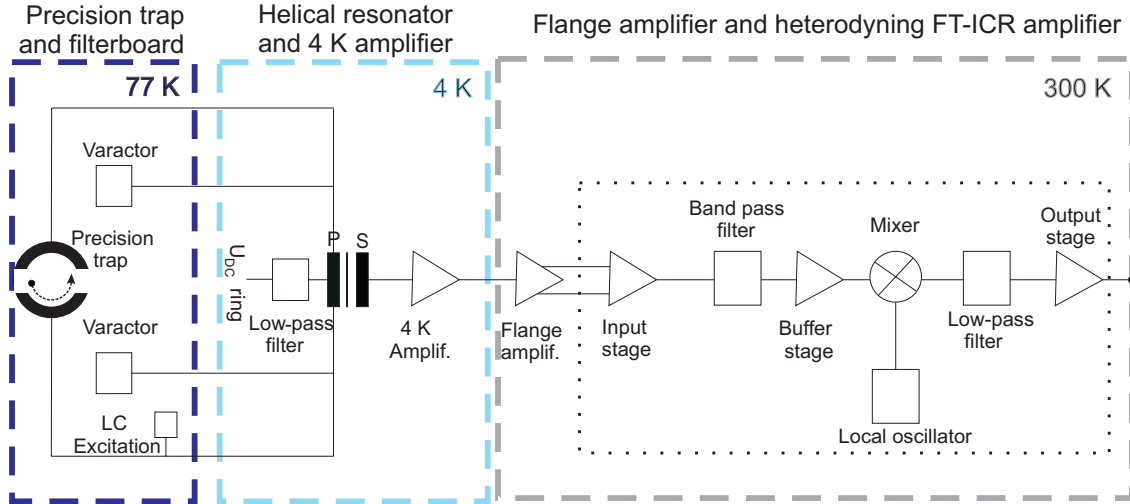 Precision trap
and filterboard
Helical resonator
and 4 K amplifier
Flange amplifier and heterodyning FT-ICR amplifier
77 K
4 K
300 K
Varactor
Precision
trap
Varactor
LC
Excitation
U_DC ring
Low-pass
filter
P S
4 K
Amplif.
Flange
amplif.
Input
stage
Band pass
filter
Buffer
stage
Mixer
Local oscillator
Low-pass
filter
Output
stage